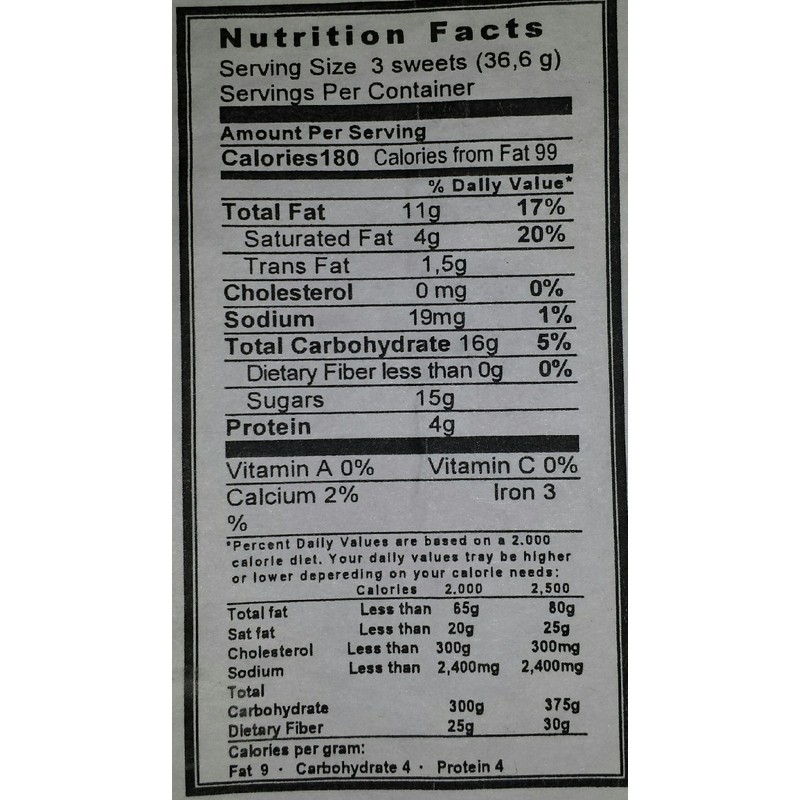 Nutrition Facts
Serving Size 3 sweets (36,6 g)
Servings Per Container
Amount Per Serving
Calories180 Calories from Fat 99
% Daily Value*
Total Fat 11g 17%
Saturated Fat 4g 20%
Trans Fat 1,5g
Cholesterol 0 mg 0%
Sodium 19mg 1%
Total Carbohydrate 16g 5%
Dietary Fiber less than 0g 0%
Sugars 15g
Protein 4g
Vitamin A 0% Vitamin C 0%
Calcium 2% Iron 3
%
*Percent Daily Values are based on a 2.000
calorie diet. Your daily values tray be higher
or lower depereding on your calorie needs:
Calories 2.000 2,500
Total fat Less than 65g 80g
Sat fat Less than 20g 25g
Cholesterol Less than 300g 300mg
Sodium Less than 2,400mg 2,400mg
Total
Carbohydrate 300g 375g
Dietary Fiber 25g 30g
Calories per gram:
Fat 9 · Carbohydrate 4 · Protein 4